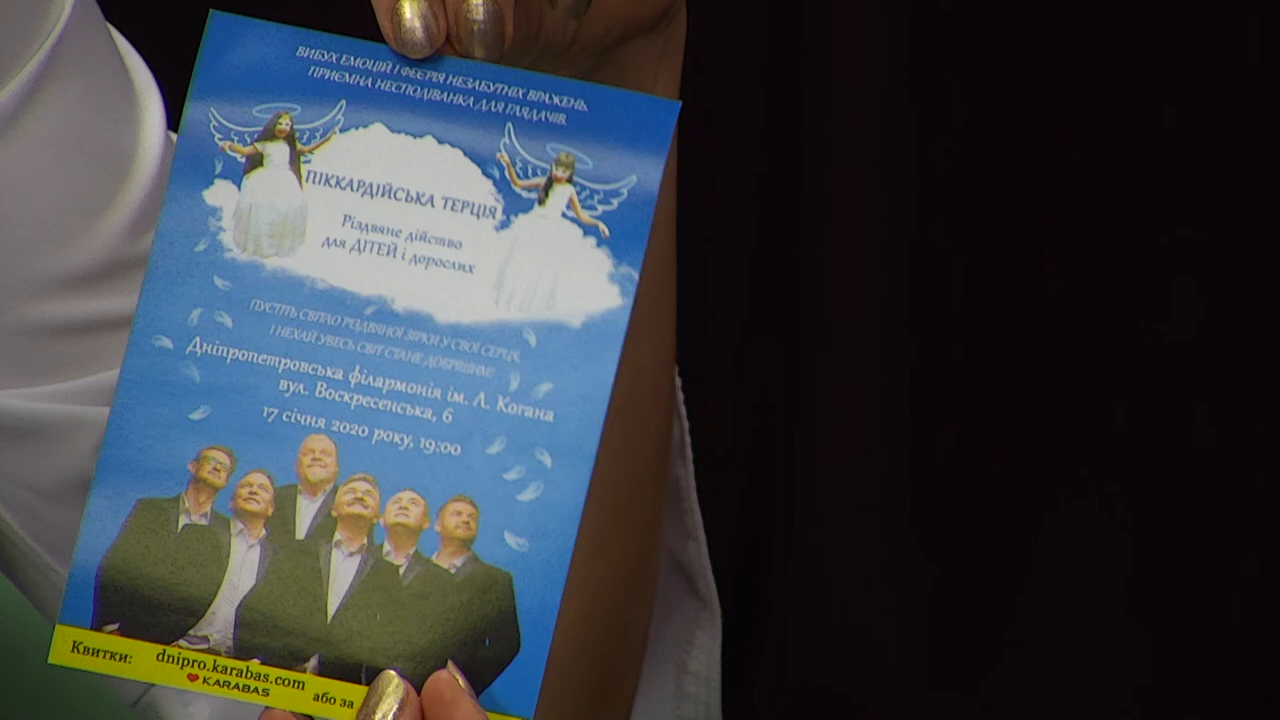 ВИБУХ ЕМОЦІЙ І ФЕЄРІЯ НЕЗАБУТНІХ ВРАЖЕНЬ.
ПРИЄМНА НЕСПОДІВАНКА ДЛЯ ГЛЯДАЧІВ.
ПІККАРДІЙСЬКА ТЕРЦІЯ
Різдвяне дійство
для ДІТЕЙ і дорослих
ПУСТІТЬ СВІТЛО РІЗДВЯНОЇ ЗІРКИ У СВОЇ СЕРЦЯ,
І НЕХАЙ УВЕСЬ СВІТ СТАНЕ ДОБРІШИМ!
Дніпропетровська філармонія ім. Л. Когана
вул. Воскресенська, 6
17 січня 2020 року, 19:00
Квитки: dnipro.karabas.com
KARABAS або за